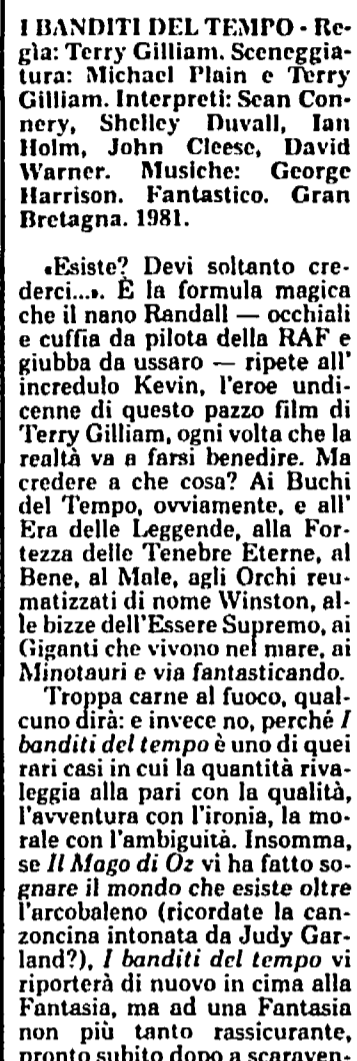 I BANDITI DEL TEMPO - Re-
gìa: Terry Gilliam. Sceneggia-
tura: Michael Plain e Terry
Gilliam. Interpreti: Sean Con-
nery, Shelley Duvall, Ian
Holm, John Cleese, David
Warner. Musiche: George
Harrison. Fantastico. Gran
Bretagna. 1981.
«Esiste? Devi soltanto cre-
derci...». È la formula magica
che il nano Randall — occhiali
e cuffia da pilota della RAF e
giubba da ussaro — ripete all'
incredulo Kevin, l'eroe undi-
cenne di questo pazzo film di
Terry Gilliam, ogni volta che la
realtà va a farsi benedire. Ma
credere a che cosa? Ai Buchi
del Tempo, ovviamente, e all'
Era delle Leggende, alla For-
tezza delle Tenebre Eterne, al
Bene, al Male, agli Orchi reu-
matizzati di nome Winston, al-
le bizze dell'Essere Supremo, ai
Giganti che vivono nel mare, ai
Minotauri e via fantasticando.
Troppa carne al fuoco, qual-
cuno dirà: e invece no, perché I
banditi del tempo è uno di quei
rari casi in cui la quantità riva-
leggia alla pari con la qualità,
l'avventura con l'ironia, la mo-
rale con l'ambiguità. Insomma,
se Il Mago di Oz vi ha fatto so-
gnare il mondo che esiste oltre
l'arcobaleno (ricordate la can-
zoncina intonata da Judy Gar-
land?), I banditi del tempo vi
riporterà di nuovo in cima alla
Fantasia, ma ad una Fantasia
non più tanto rassicurante,
pronto subito dopo a scaraven-